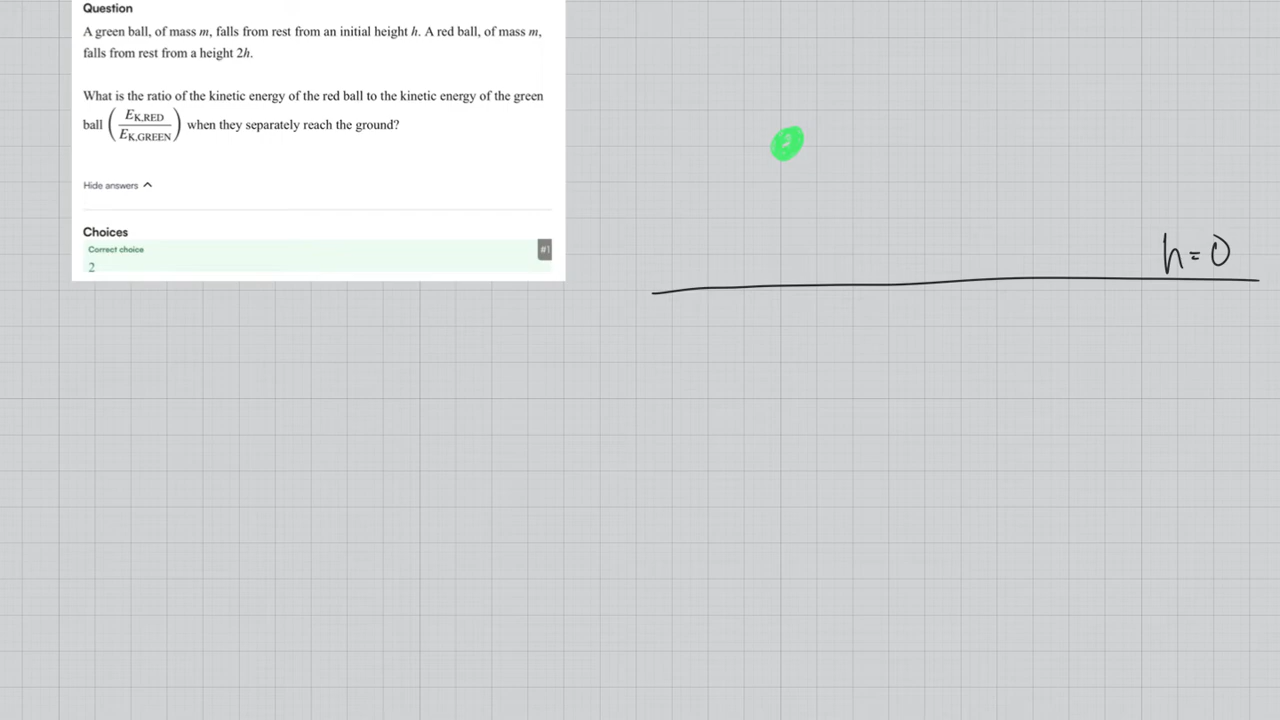 Question
A green ball, of mass m, falls from rest from an initial height h. A red ball, of mass m,
falls from rest from a height 2h.
What is the ratio of the kinetic energy of the red ball to the kinetic energy of the green
ball (E_K,RED / E_K,GREEN) when they separately reach the ground?
Hide answers
Choices
Correct choice
#1
2
h = 0